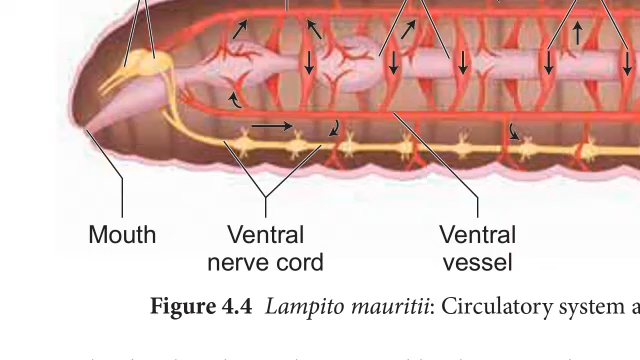 Mouth
Ventral
nerve cord
Ventral
vessel
Figure 4.4 Lampito mauritii: Circulatory system a